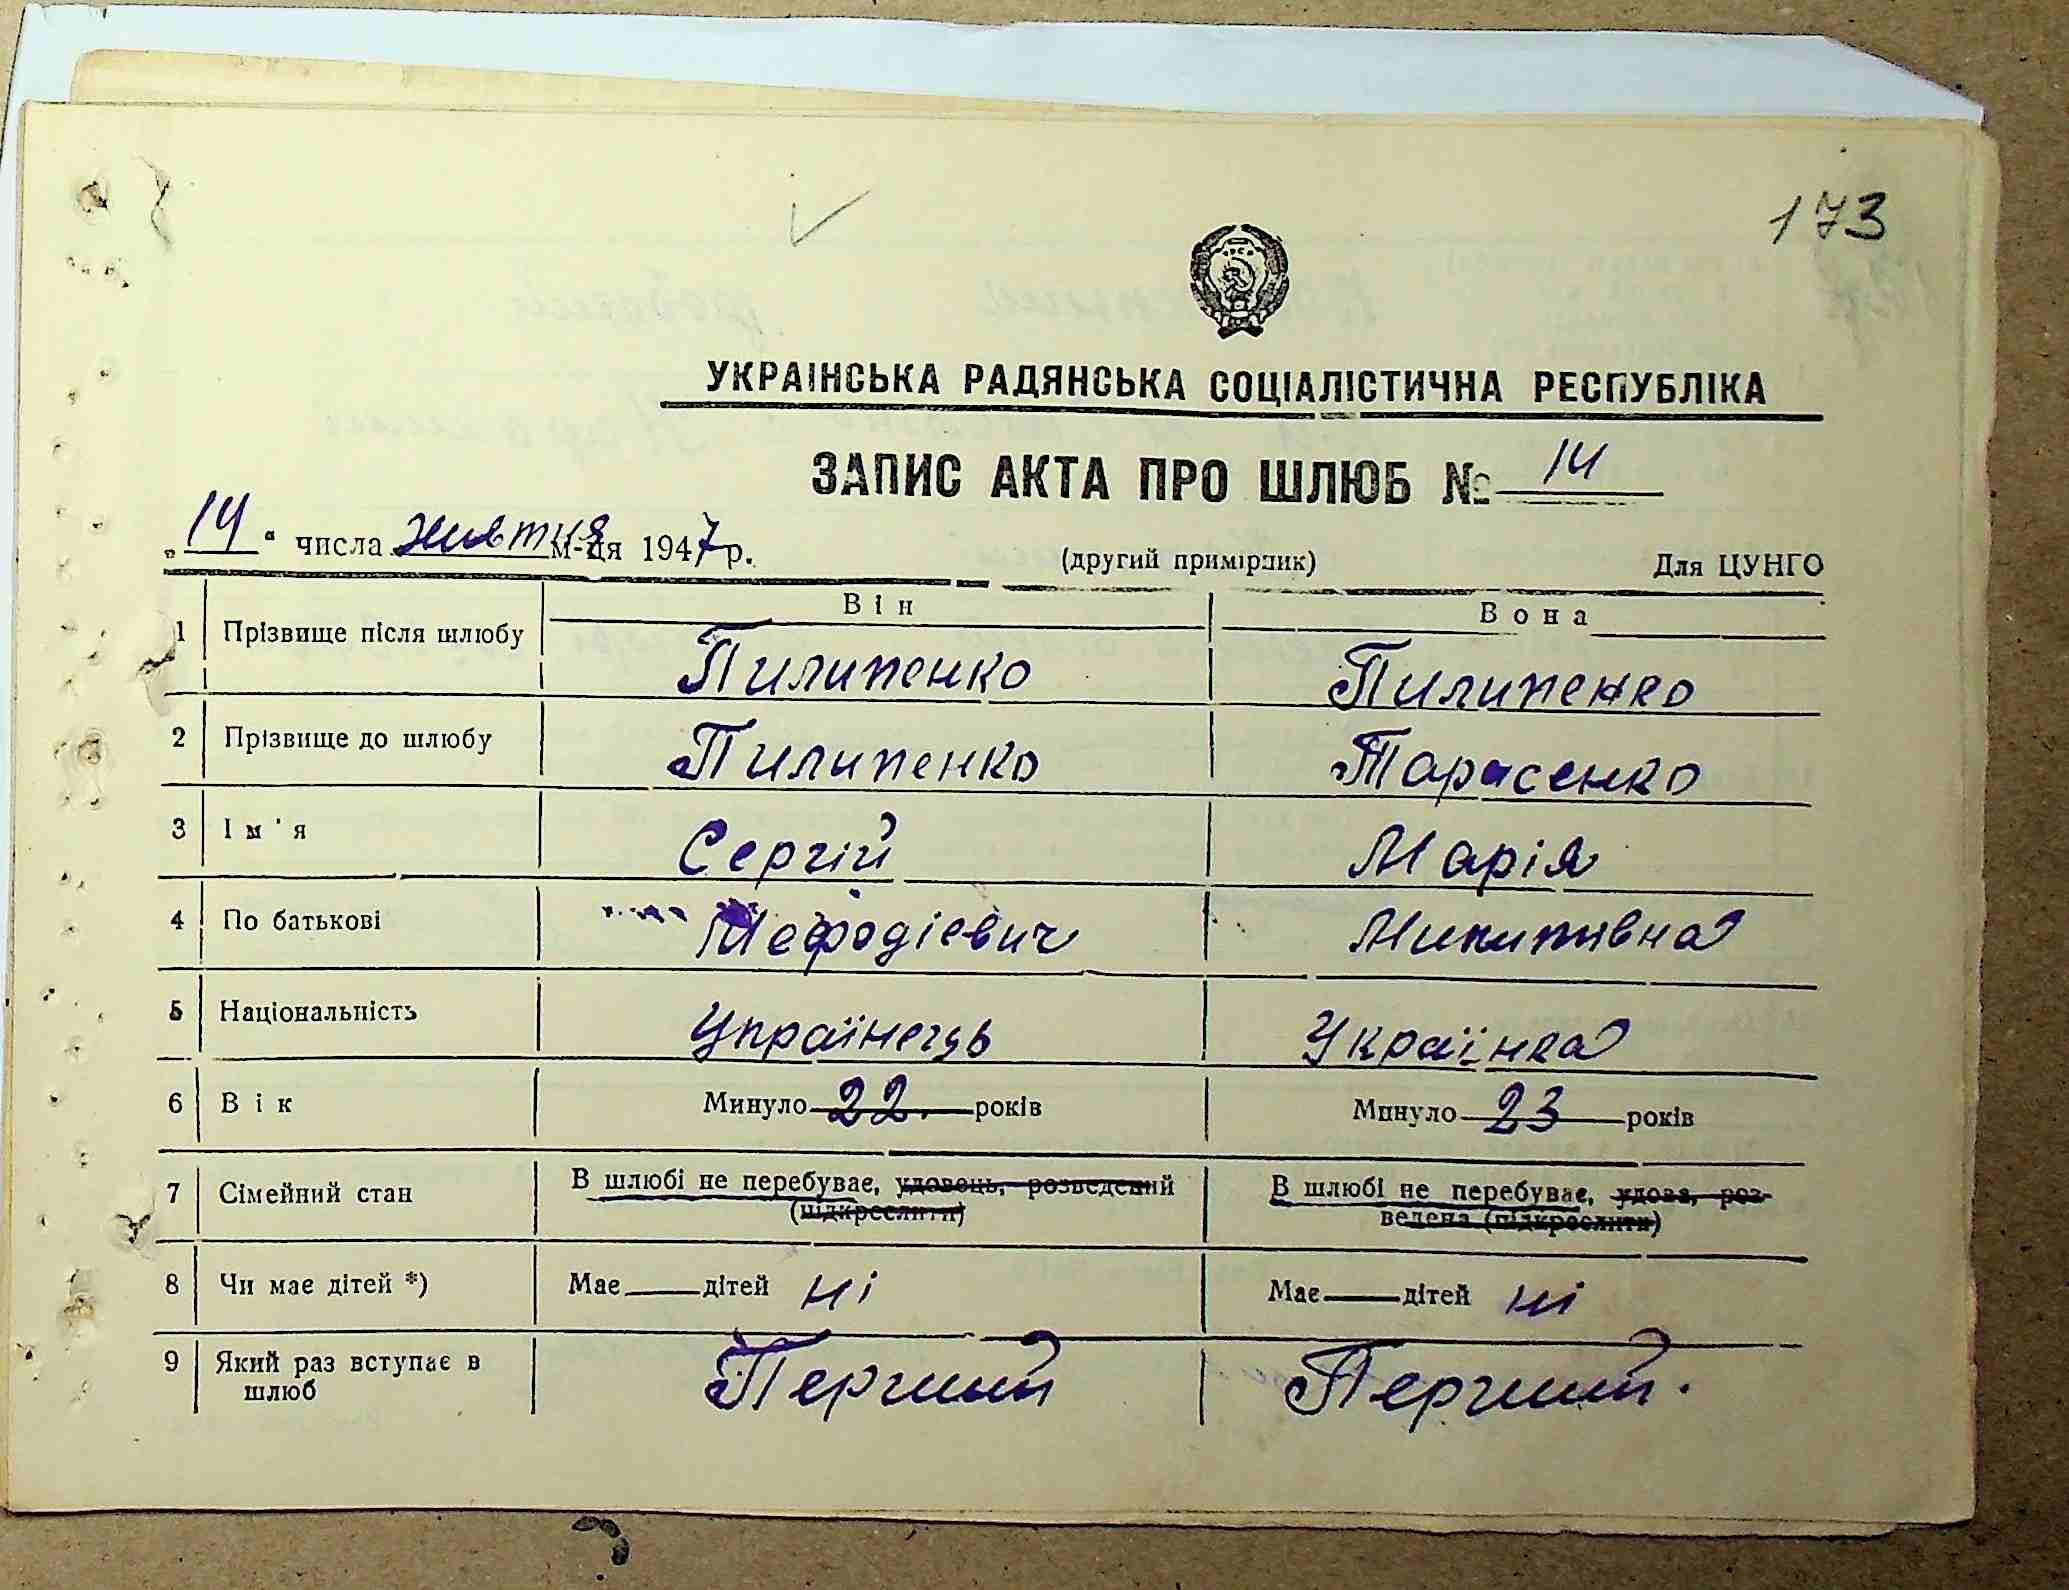 173
УКРАЇНСЬКА РАДЯНСЬКА СОЦІАЛІСТИЧНА РЕСПУБЛІКА
ЗАПИС АКТА ПРО ШЛЮБ № 14
„14“ числа жовтня м-ця 1947 р. (другий примірник) Для ЦУНГО
Він Вона
1 Прізвище після шлюбу Пилипенко Пилипенко
2 Прізвище до шлюбу Пилипенко Тарасенко
3 Ім'я Сергій Марія
4 По батькові Мефодієвич Микитівна
5 Національність Українець Українка
6 Вік Минуло 22 років Минуло 23 років
7 Сімейний стан В шлюбі не перебуває, удовець, розведений В шлюбі не перебуває, удова, роз-
(підкреслити) ведена (підкреслити)
8 Чи має дітей *) Має дітей ні Має дітей ні
9 Який раз вступає в Перший Перший.
шлюб